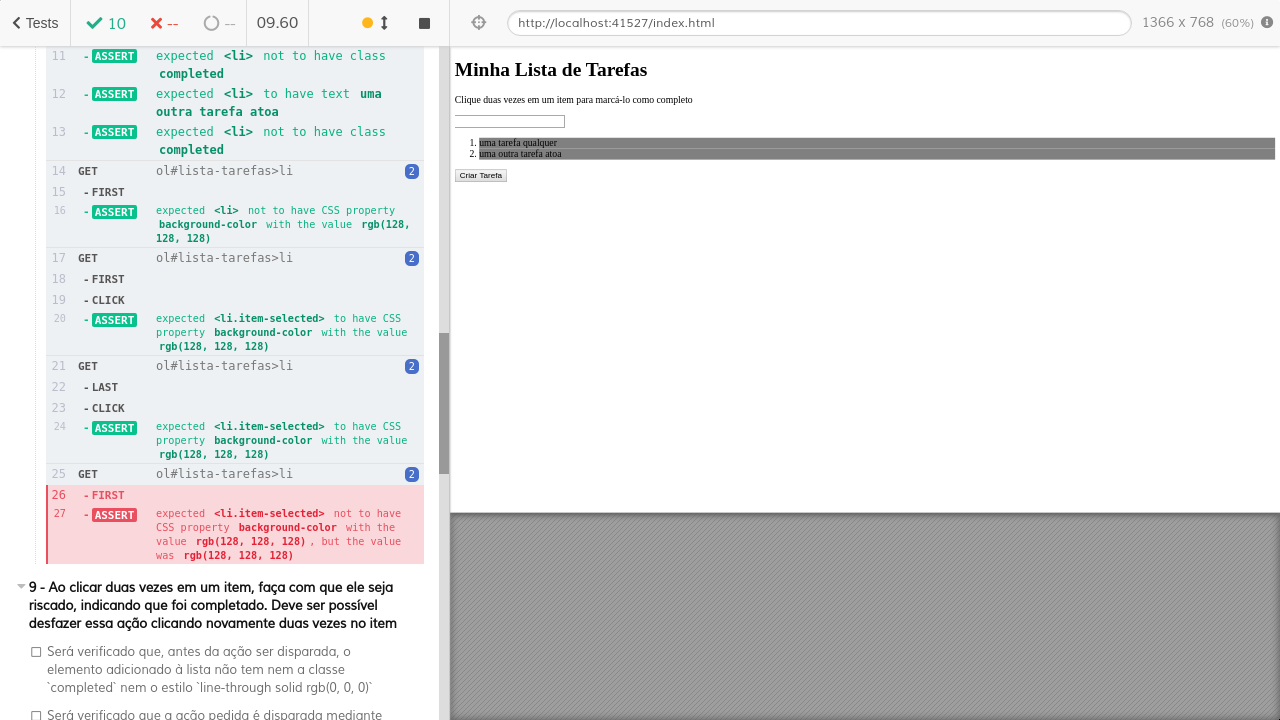 Tests
10
--
--
09.60
http://localhost:41527/index.html
1366 x 768 (60%)
11 - ASSERT expected <li> not to have class
completed
12 - ASSERT expected <li> to have text uma
outra tarefa atoa
13 - ASSERT expected <li> not to have class
completed
14 GET ol#lista-tarefas>li 2
15 - FIRST
16 - ASSERT expected <li> not to have CSS property
background-color with the value rgb(128,
128, 128)
17 GET ol#lista-tarefas>li 2
18 - FIRST
19 - CLICK
20 - ASSERT expected <li.item-selected> to have CSS
property background-color with the value
rgb(128, 128, 128)
21 GET ol#lista-tarefas>li 2
22 - LAST
23 - CLICK
24 - ASSERT expected <li.item-selected> to have CSS
property background-color with the value
rgb(128, 128, 128)
25 GET ol#lista-tarefas>li 2
26 - FIRST
27 - ASSERT expected <li.item-selected> not to have
CSS property background-color with the
value rgb(128, 128, 128), but the value
was rgb(128, 128, 128)
9 - Ao clicar duas vezes em um item, faça com que ele seja
riscado, indicando que foi completado. Deve ser possível
desfazer essa ação clicando novamente duas vezes no item
Será verificado que, antes da ação ser disparada, o
elemento adicionado à lista não tem nem a classe
`completed` nem o estilo `line-through solid rgb(0, 0, 0)`
Será verificado que a ação pedida é disparada mediante
Minha Lista de Tarefas
Clique duas vezes em um item para marcá-lo como completo
1. uma tarefa qualquer
2. uma outra tarefa atoa
Criar Tarefa